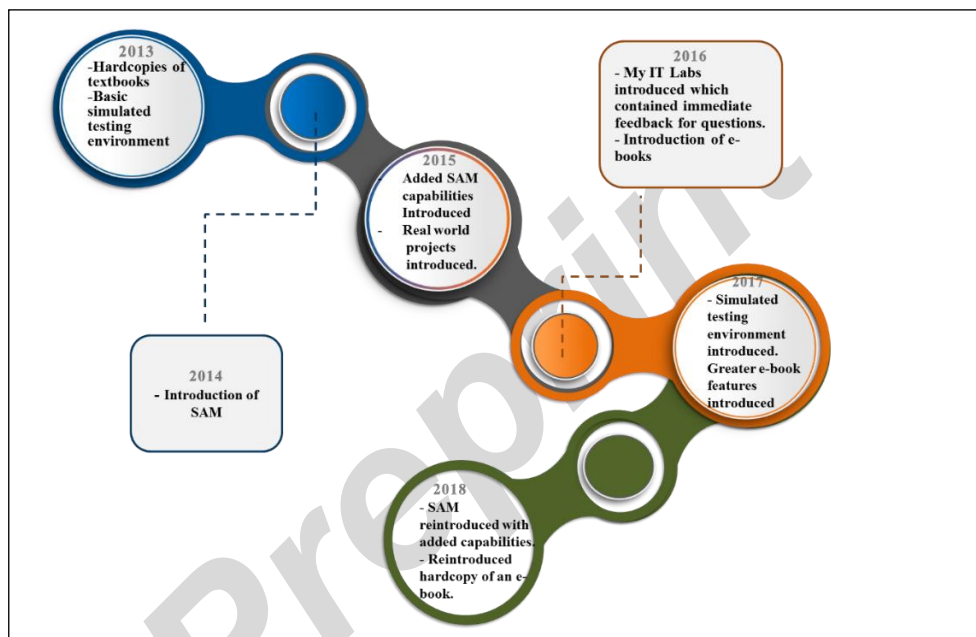 2013
-Hardcopies of
textbooks
-Basic
simulated
testing
environment
2014
- Introduction of
SAM
2015
- Added SAM
capabilities
Introduced
- Real world
projects
introduced.
2016
- My IT Labs
introduced which
contained immediate
feedback for questions.
- Introduction of e-
books
2017
- Simulated
testing
environment
introduced.
Greater e-book
features
introduced
2018
- SAM
reintroduced with
added capabilities.
- Reintroduced
hardcopy of an e-
book.
Preprint